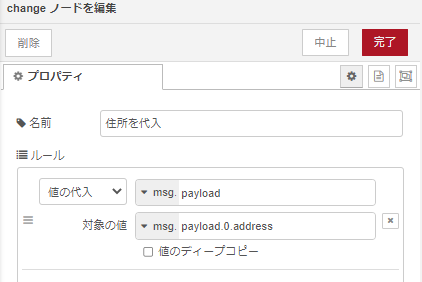 change ノードを編集
削除
中止
完了
プロパティ
名前
住所を代入
ルール
値の代入
msg. payload
対象の値
msg. payload.0.address
値のディープコピー